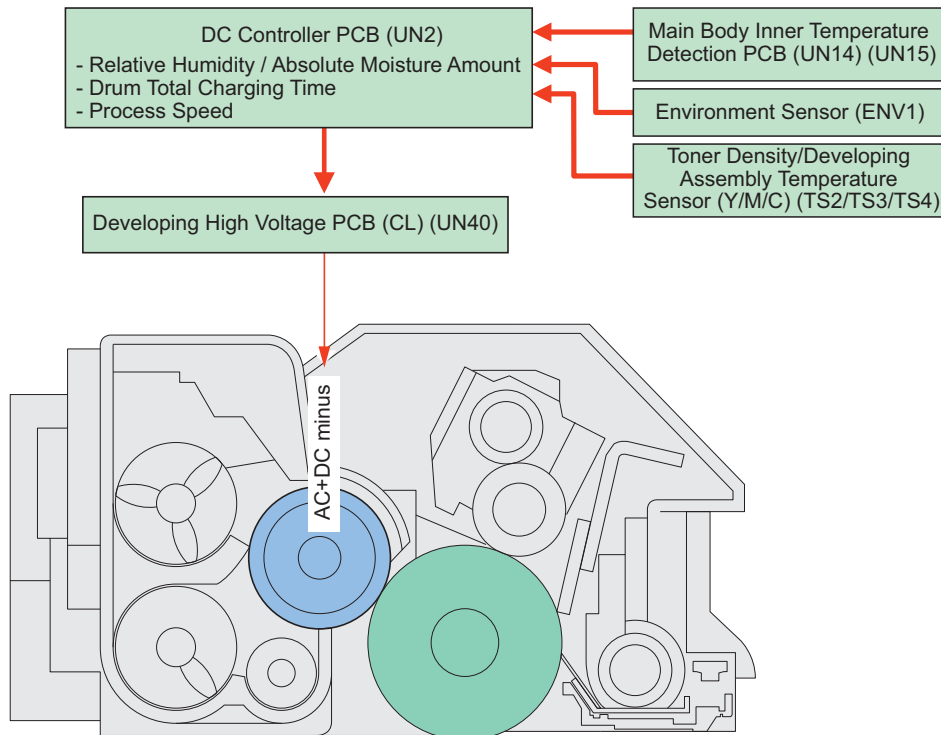 DC Controller PCB (UN2)
- Relative Humidity / Absolute Moisture Amount
- Drum Total Charging Time
- Process Speed
Main Body Inner Temperature
Detection PCB (UN14) (UN15)
Environment Sensor (ENV1)
Toner Density/Developing
Assembly Temperature
Sensor (Y/M/C) (TS2/TS3/TS4)
Developing High Voltage PCB (CL) (UN40)
AC+DC minus